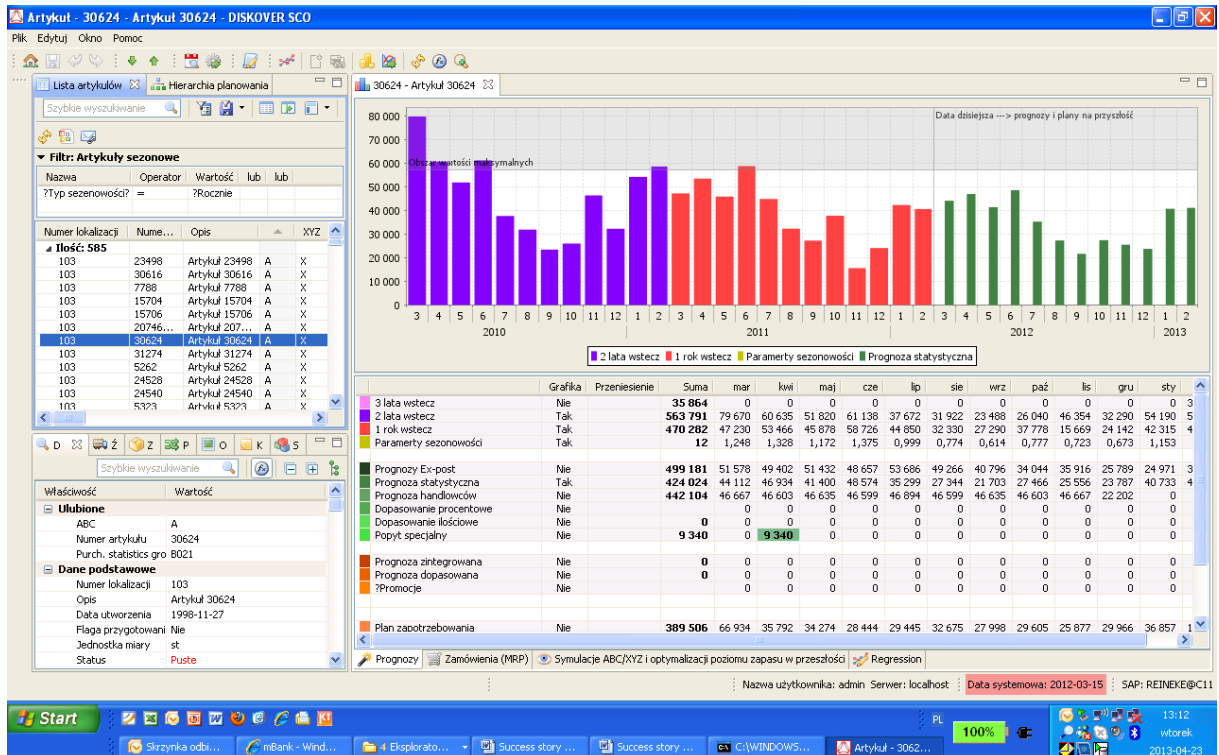 Artykuł - 30624 - Artykuł 30624 - DISKOVER SCO
Plik Edytuj Okno Pomoc
Lista artykułów Hierarchia planowania
30624 - Artykuł 30624
Szybkie wyszukiwanie
Filtr: Artykuły sezonowe
Nazwa Operator Wartość lub lub
?Typ sezenowości? = ?Rocznie
Numer lokalizacji Nume... Opis XYZ
Ilość: 585
103 23498 Artykuł 23498 A X
103 30616 Artykuł 30616 A X
103 7788 Artykuł 7788 A X
103 15704 Artykuł 15704 A X
103 15706 Artykuł 15706 A X
103 20746... Artykuł 207... A X
103 30624 Artykuł 30624 A X
103 31274 Artykuł 31274 A X
103 5262 Artykuł 5262 A X
103 24528 Artykuł 24528 A X
103 24540 Artykuł 24540 A X
103 5323 Artykuł 5323 A X
D Ź Z P O K S
Szybkie wyszukiwanie
Właściwość Wartość
Ulubione
ABC A
Numer artykułu 30624
Purch. statistics gro B021
Dane podstawowe
Numer lokalizacji 103
Opis Artykuł 30624
Data utworzenia 1998-11-27
Flaga przygotowani Nie
Jednostka miary st
Status Puste
80 000
70 000
60 000
50 000
40 000
30 000
20 000
10 000
0
Data dzisiejsza ---> prognozy i plany na przyszłość
Obszar wartości maksymalnych
3 4 5 6 7 8 9 10 11 12 1 2 3 4 5 6 7 8 9 10 11 12 1 2 3 4 5 6 7 8 9 10 11 12 1 2
2010 2011 2012 2013
2 lata wstecz 1 rok wstecz Paramerty sezonowości Prognoza statystyczna
Grafika Przeniesienie Suma mar kwi maj cze lip sie wrz paź lis gru sty
3 lata wstecz Nie 35 864 0 0 0 0 0 0 0 0 0 0 0 3
2 lata wstecz Tak 563 791 79 670 60 635 51 820 61 138 37 672 31 922 23 488 26 040 46 354 32 290 54 190 5
1 rok wstecz Tak 470 282 47 230 53 466 45 878 58 726 44 850 32 330 27 290 37 778 15 669 24 142 42 315 4
Paramerty sezonowości Tak 12 1,248 1,328 1,172 1,375 0,999 0,774 0,614 0,777 0,723 0,673 1,153
Prognozy Ex-post Nie 499 181 51 578 49 402 51 432 48 657 53 686 49 266 40 796 34 044 35 916 25 789 24 971 3
Prognoza statystyczna Tak 424 024 44 112 46 934 41 400 48 574 35 299 27 344 21 703 27 466 25 556 23 787 40 733 4
Prognoza handlowców Nie 442 104 46 667 46 603 46 635 46 599 46 894 46 599 46 635 46 603 46 667 22 202 0
Dopasowanie procentowe Nie 0 0 0 0 0 0 0 0 0 0 0
Dopasowanie ilościowe Nie 0 0 0 0 0 0 0 0 0 0 0 0
Popyt specjalny Nie 9 340 0 9 340 0 0 0 0 0 0 0 0 0
Prognoza zintegrowana Nie 0 0 0 0 0 0 0 0 0 0 0 0
Prognoza dopasowana Nie 0 0 0 0 0 0 0 0 0 0 0 0
?Promocje Nie 0 0 0 0 0 0 0 0 0 0 0
Plan zapotrzebowania Nie 389 506 66 934 35 792 34 274 28 444 29 445 32 675 27 998 29 605 25 877 29 966 36 857 1
Prognozy Zamówienia (MRP) Symulacje ABC/XYZ i optymalizacji poziomu zapasu w przeszłości Regression
Nazwa użytkownika: admin Serwer: localhost Data systemowa: 2012-03-15 SAP: REINEKE@C11
Start PL 100% 13:12
wtorek
Skrzynka odbi... mBank - Wind... 4 Eksplorato... Success story ... Success story ... C:\WINDOWS... Artykuł - 3062... 2013-04-23